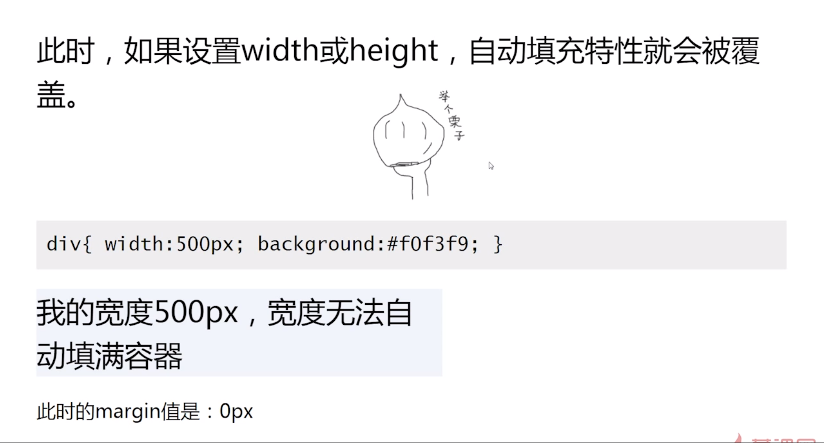 此时，如果设置width或height，自动填充特性就会被覆
盖。
举个栗子
div{ width:500px; background:#f0f3f9; }
我的宽度500px，宽度无法自
动填满容器
此时的margin值是：0px